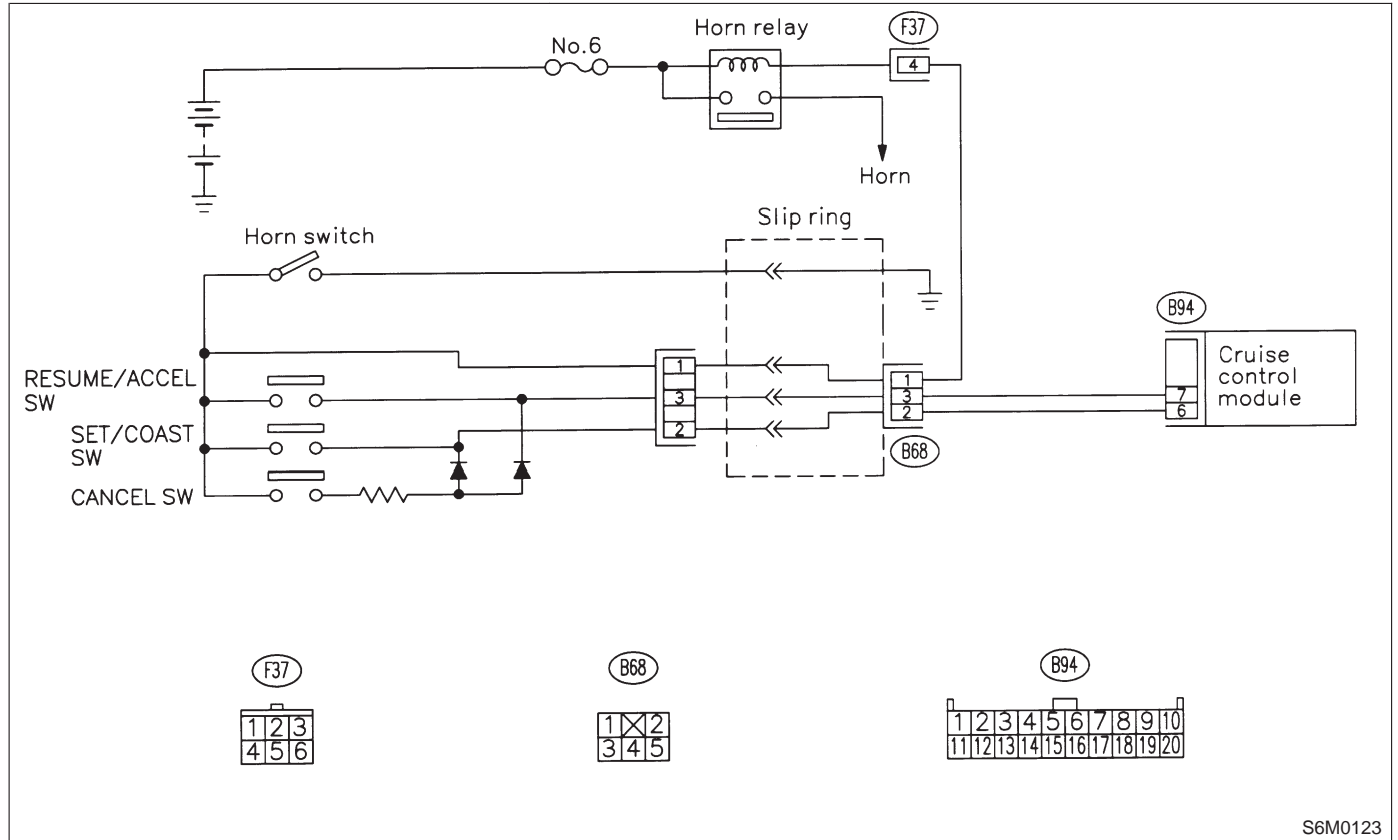 Horn relay
F37
No.6
4
Horn
Slip ring
Horn switch
B94
RESUME/ACCEL
SW
1
1
Cruise
control
module
3
3
7
2
2
6
SET/COAST
SW
B68
CANCEL SW
F37
B68
B94
1 2 3
4 5 6
1 2
3 4 5
1 2 3 4 5 6 7 8 9 10
11 12 13 14 15 16 17 18 19 20
S6M0123